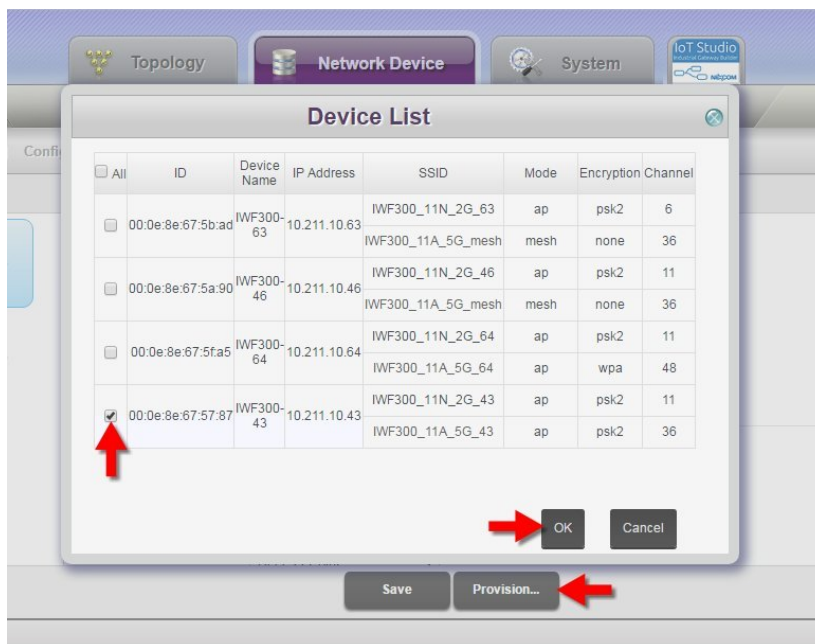 Topology
Network Device
System
IoT Studio
Industrial Gateway Builder
NEXCOM
Device List
Confi
All ID Device Name IP Address SSID Mode Encryption Channel
00:0e:8e:67:5b:ad IWF300-63 10.211.10.63 IWF300_11N_2G_63 ap psk2 6
IWF300_11A_5G_mesh mesh none 36
00:0e:8e:67:5a:90 IWF300-46 10.211.10.46 IWF300_11N_2G_46 ap psk2 11
IWF300_11A_5G_mesh mesh none 36
00:0e:8e:67:5f:a5 IWF300-64 10.211.10.64 IWF300_11N_2G_64 ap psk2 11
IWF300_11A_5G_64 ap wpa 48
00:0e:8e:67:57:87 IWF300-43 10.211.10.43 IWF300_11N_2G_43 ap psk2 11
IWF300_11A_5G_43 ap psk2 36
OK Cancel
Save Provision...